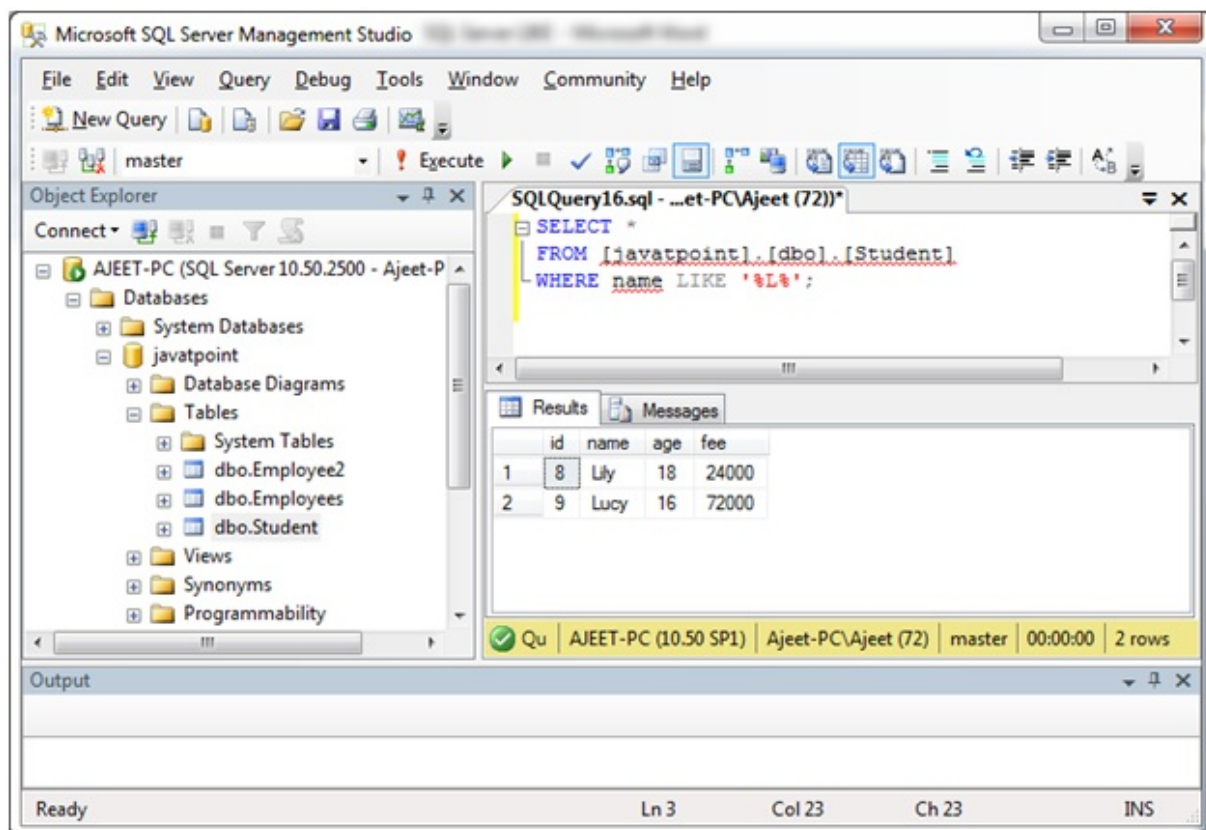 Microsoft SQL Server Management Studio
File Edit View Query Debug Tools Window Community Help
New Query
master Execute
Object Explorer
Connect
AJEET-PC (SQL Server 10.50.2500 - Ajeet-P
Databases
System Databases
javatpoint
Database Diagrams
Tables
System Tables
dbo.Employee2
dbo.Employees
dbo.Student
Views
Synonyms
Programmability
SQLQuery16.sql - ...et-PC\Ajeet (72))*
SELECT *
FROM [javatpoint].[dbo].[Student]
WHERE name LIKE '%L%';
Results Messages
id name age fee
1 8 Lily 18 24000
2 9 Lucy 16 72000
Qu AJEET-PC (10.50 SP1) Ajeet-PC\Ajeet (72) master 00:00:00 2 rows
Output
Ready Ln 3 Col 23 Ch 23 INS